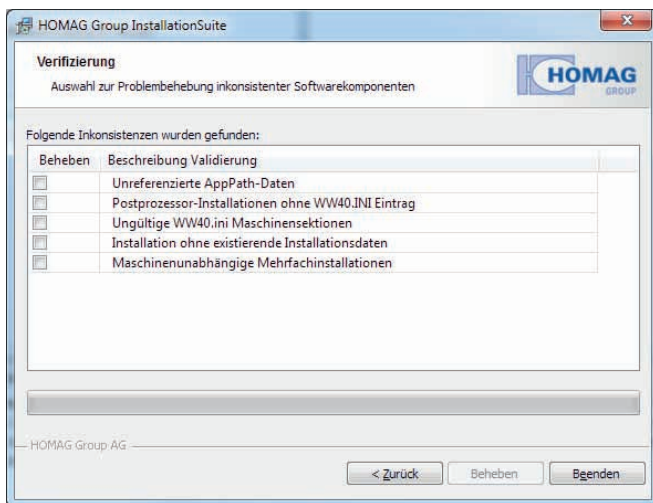 HOMAG Group InstallationSuite
Verifizierung
Auswahl zur Problembehebung inkonsistenter Softwarekomponenten
HOMAG
GROUP
Folgende Inkonsistenzen wurden gefunden:
Beheben Beschreibung Validierung
Unreferenzierte AppPath-Daten
Postprozessor-Installationen ohne WW40.INI Eintrag
Ungültige WW40.ini Maschinensektionen
Installation ohne existierende Installationsdaten
Maschinenunabhängige Mehrfachinstallationen
HOMAG Group AG
< Zurück Beheben Beenden